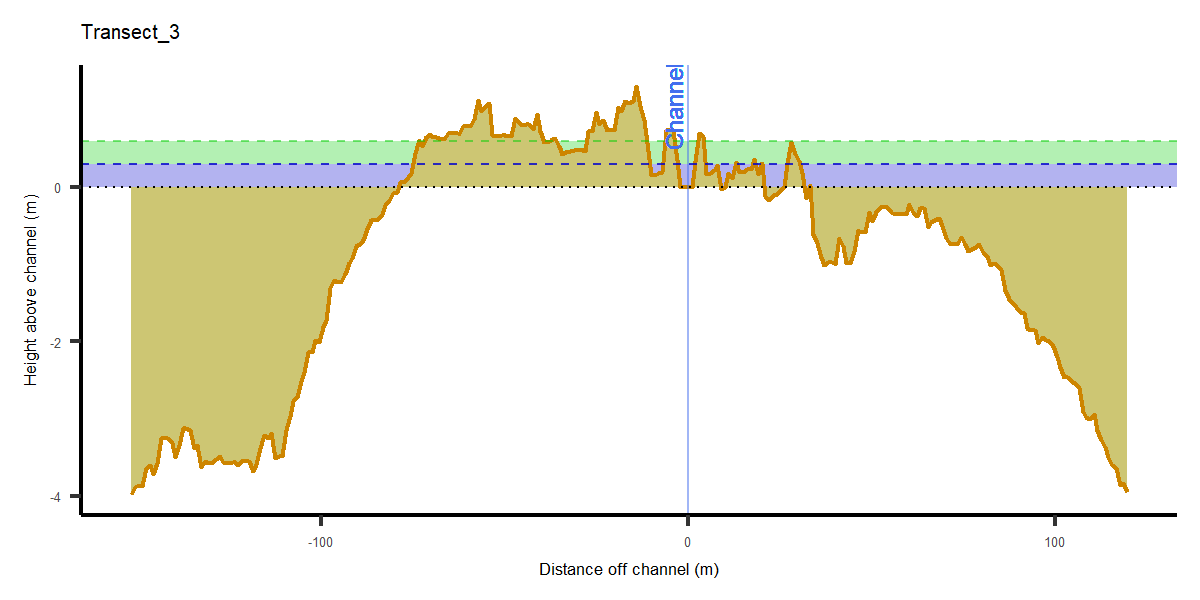 Transect_3
Channel
Height above channel (m)
0
-2
-4
-100
0
100
Distance off channel (m)